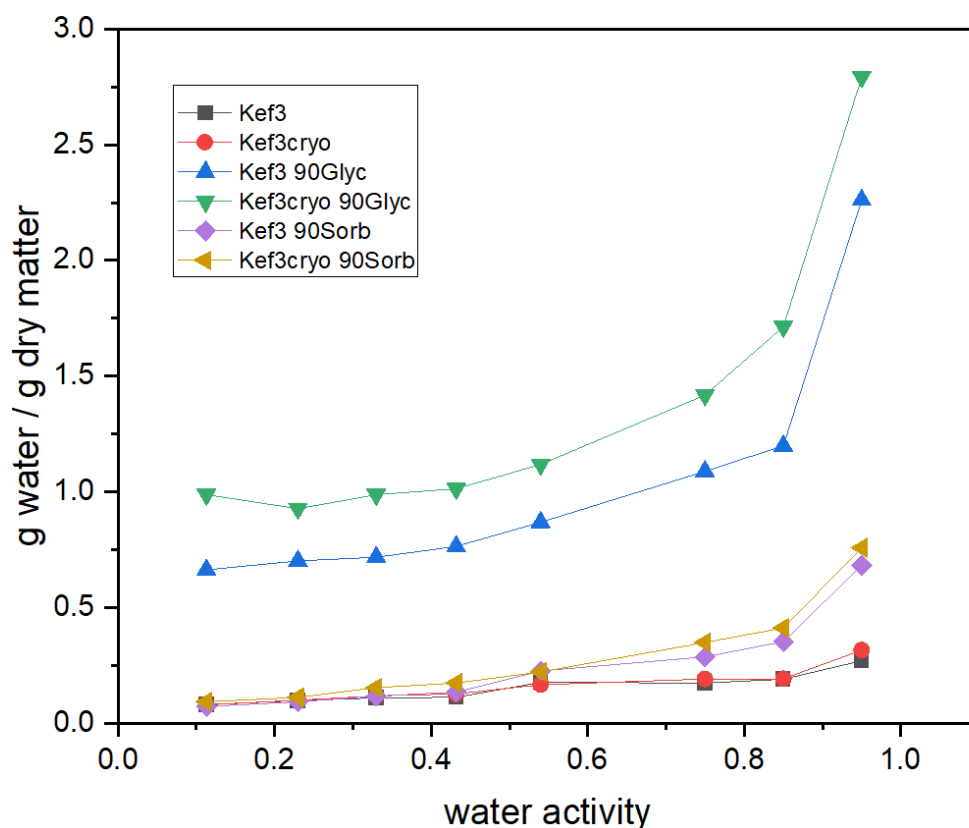 3.0
2.5
2.0
1.5
1.0
0.5
0.0
g water / g dry matter
Kef3
Kef3cryo
Kef3 90Glyc
Kef3cryo 90Glyc
Kef3 90Sorb
Kef3cryo 90Sorb
0.0 0.2 0.4 0.6 0.8 1.0
water activity